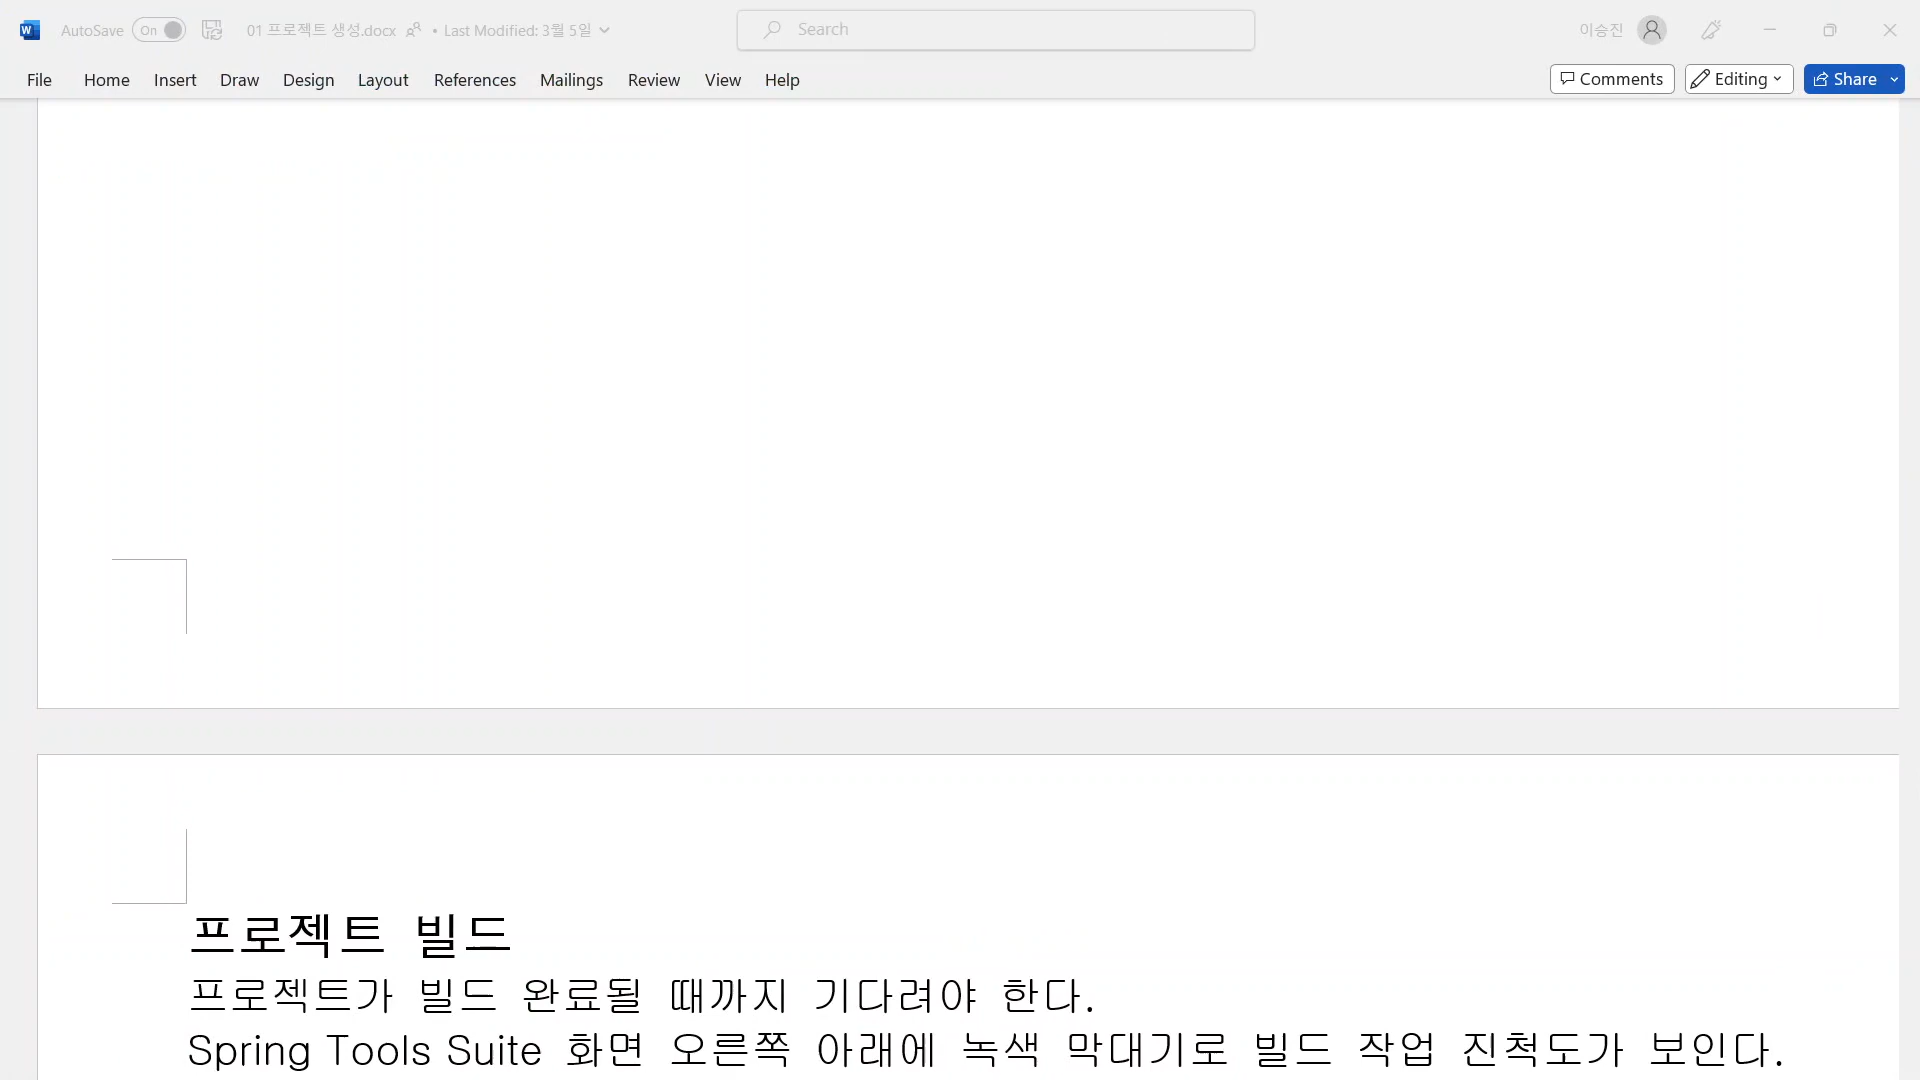 AutoSave On 01 프로젝트 생성.docx • Last Modified: 3월 5일 Search 이승진
File Home Insert Draw Design Layout References Mailings Review View Help Comments Editing Share
프로젝트 빌드
프로젝트가 빌드 완료될 때까지 기다려야 한다.
Spring Tools Suite 화면 오른쪽 아래에 녹색 막대기로 빌드 작업 진척도가 보인다.